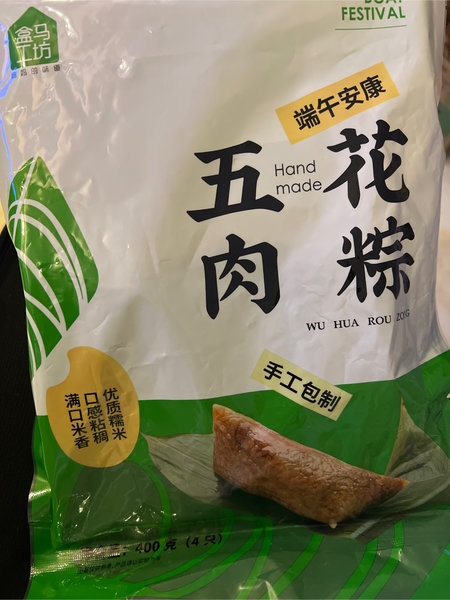 盒马
工坊
FESTIVAL
端午安康
五花
肉粽
Hand
made
WU HUA ROU ZONG
手工包制
优质糯米
口感粘稠
满口米香
400克(4只)